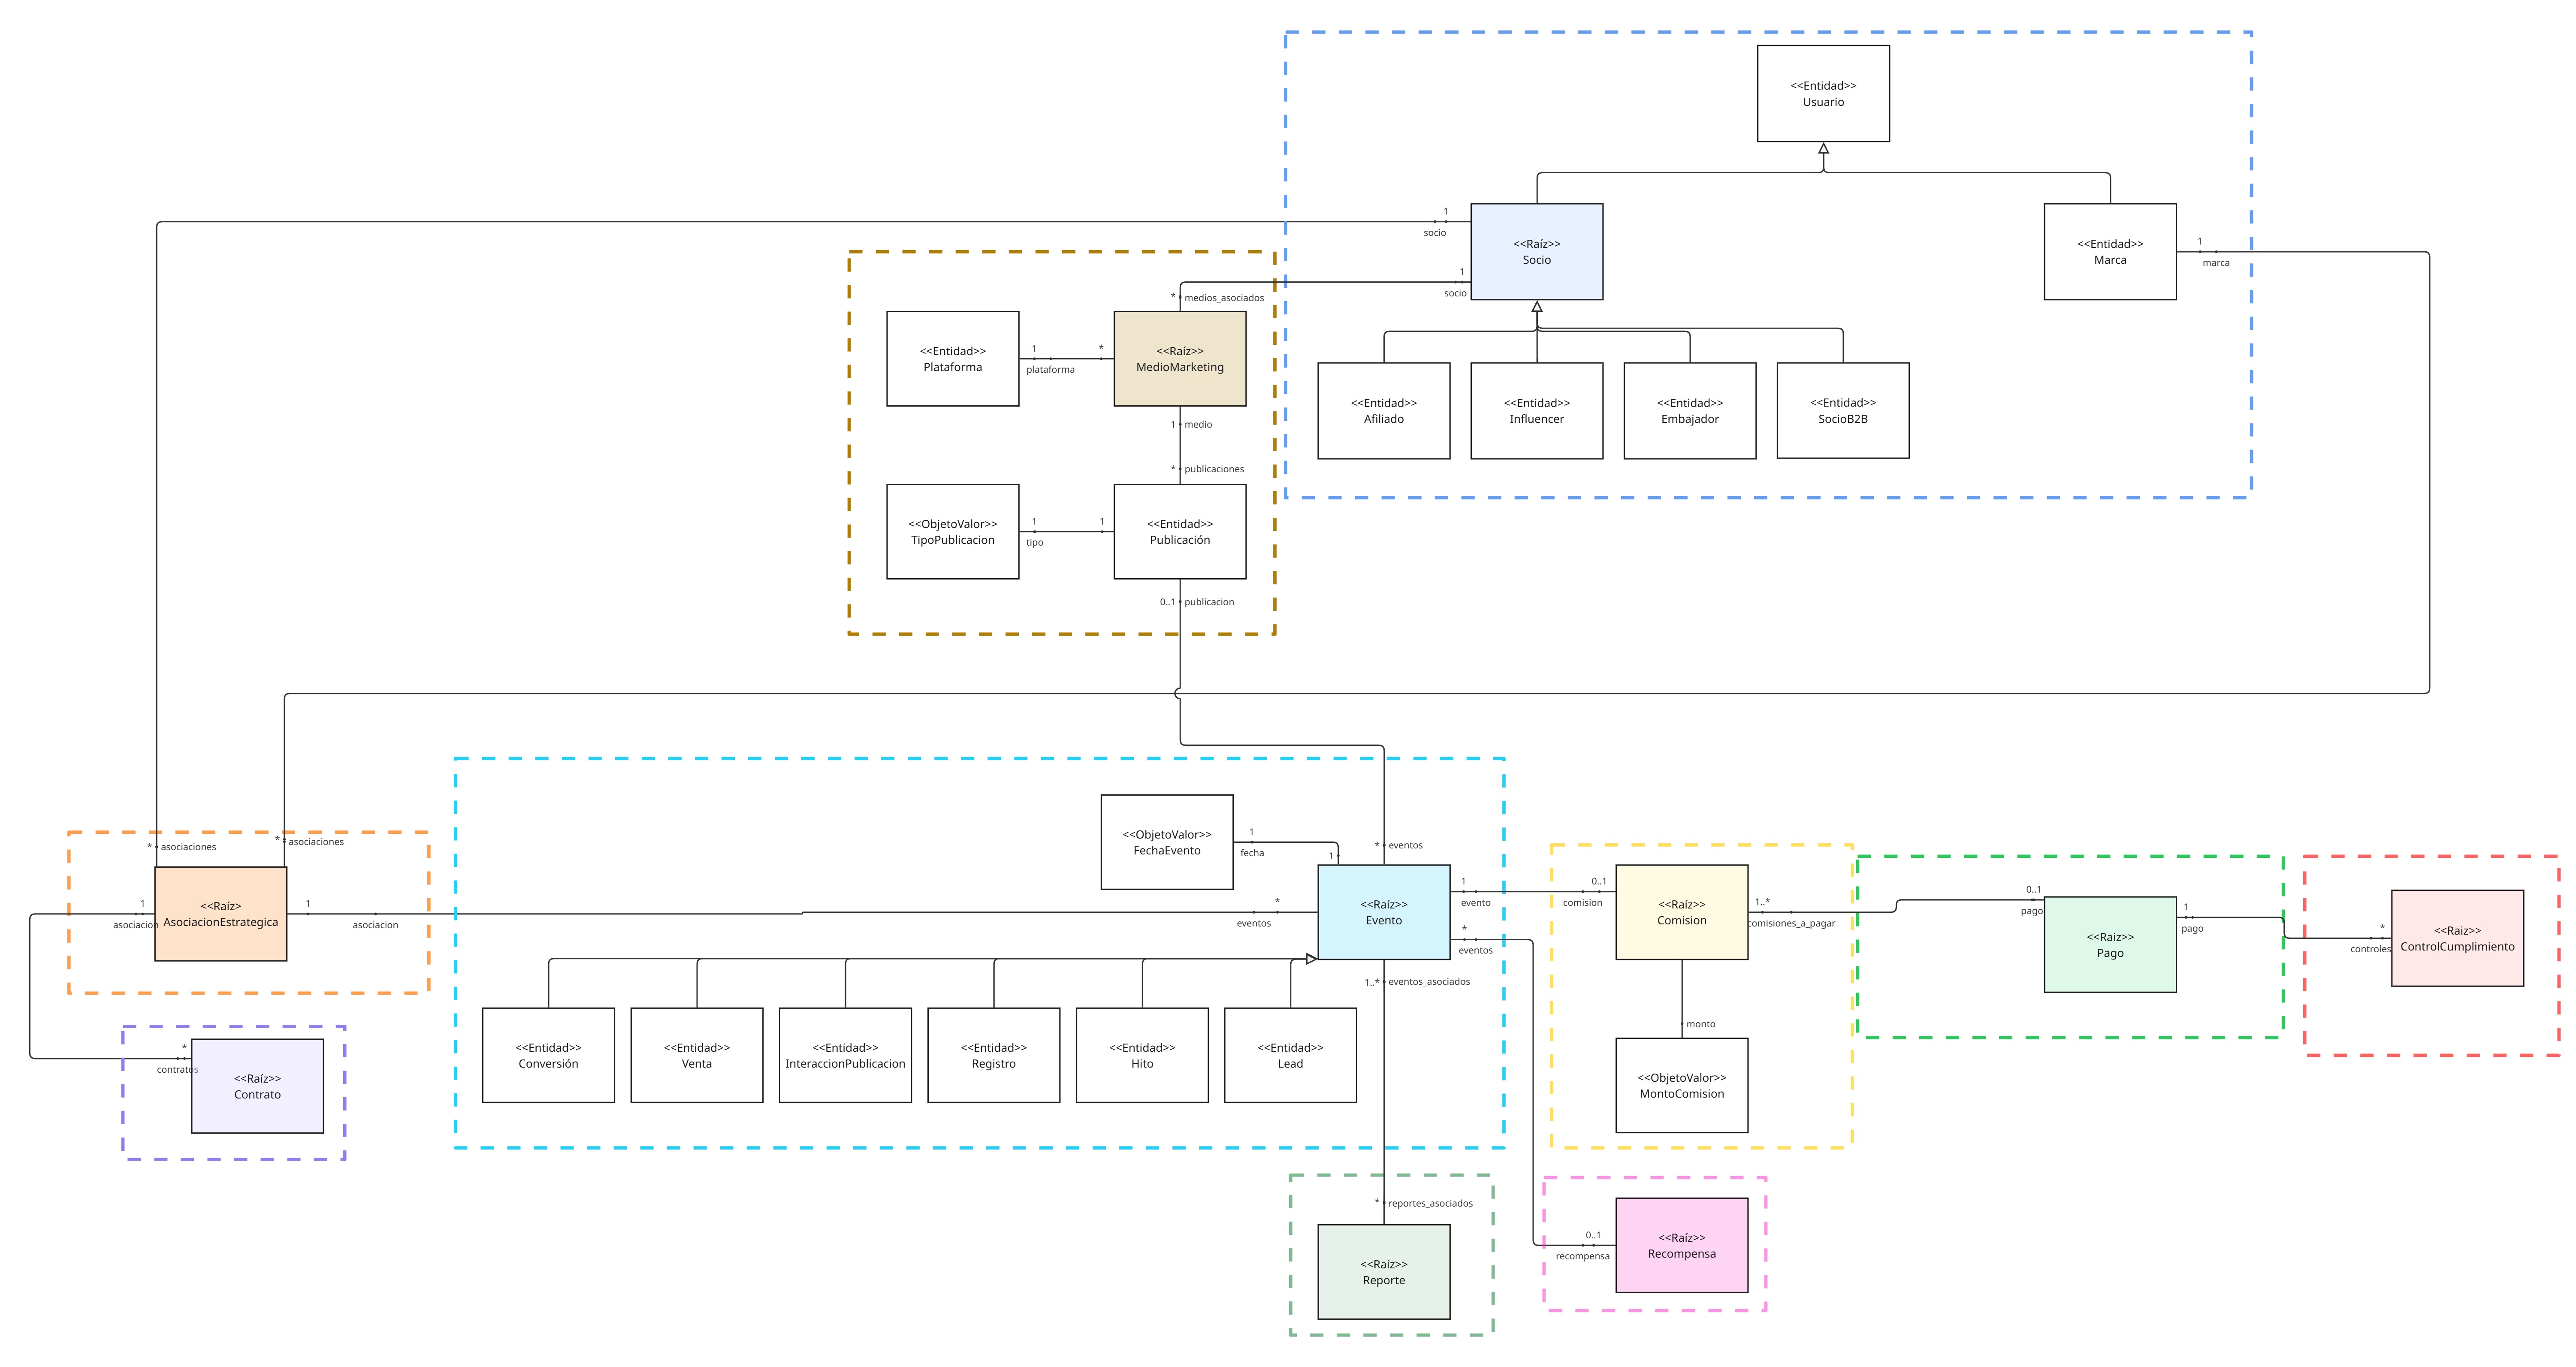 <<Entidad>>
Usuario
1
socio
<<Raíz>>
Socio
<<Entidad>>
Marca
1
marca
1
socio
* medios_asociados
<<Entidad>>
Plataforma
1
plataforma
*
<<Raíz>>
MedioMarketing
<<Entidad>>
Afiliado
<<Entidad>>
Influencer
<<Entidad>>
Embajador
<<Entidad>>
SocioB2B
1 medio
* publicaciones
<<ObjetoValor>>
TipoPublicacion
1
tipo
1
<<Entidad>>
Publicación
0..1 publicacion
* asociaciones
* asociaciones
<<ObjetoValor>>
FechaEvento
1
fecha
1
* eventos
1
asociacion
<<Raíz>
AsociacionEstrategica
1
asociacion
*
eventos
<<Raíz>>
Evento
1
evento
0..1
comision
<<Raíz>>
Comision
1..*
comisiones_a_pagar
0..1
pago
<<Raiz>>
Pago
1
pago
*
controles
<<Raiz>>
ControlCumplimiento
*
eventos
1..* eventos_asociados
monto
*
contratos
<<Raíz>>
Contrato
<<Entidad>>
Conversión
<<Entidad>>
Venta
<<Entidad>>
InteraccionPublicacion
<<Entidad>>
Registro
<<Entidad>>
Hito
<<Entidad>>
Lead
<<ObjetoValor>>
MontoComision
* reportes_asociados
<<Raíz>>
Reporte
0..1
recompensa
<<Raíz>>
Recompensa